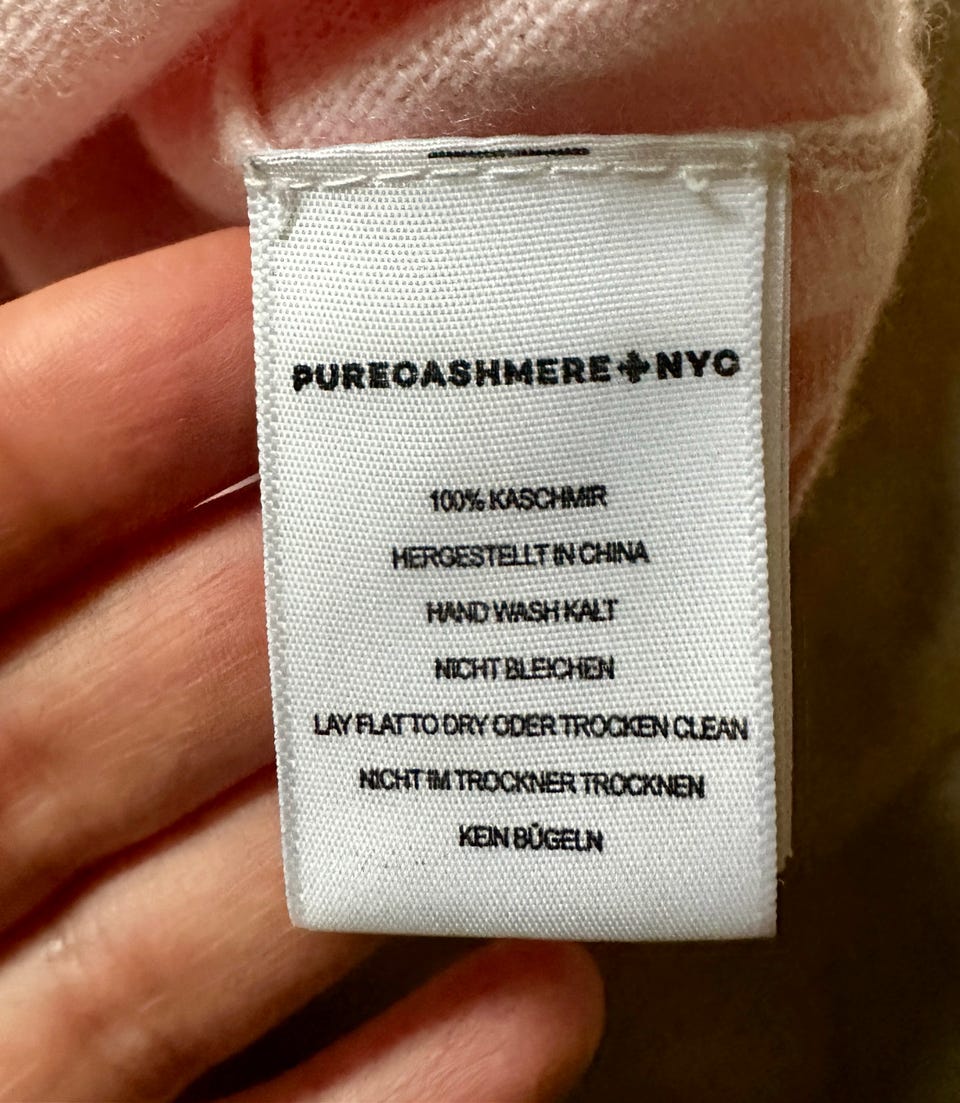 PURECASHMERE+NYC
100% KASCHMIR
HERGESTELLT IN CHINA
HAND WASH KALT
NICHT BLEICHEN
LAY FLAT TO DRY ODER TROCKEN CLEAN
NICHT IM TROCKNER TROCKNEN
KEIN BÜGELN